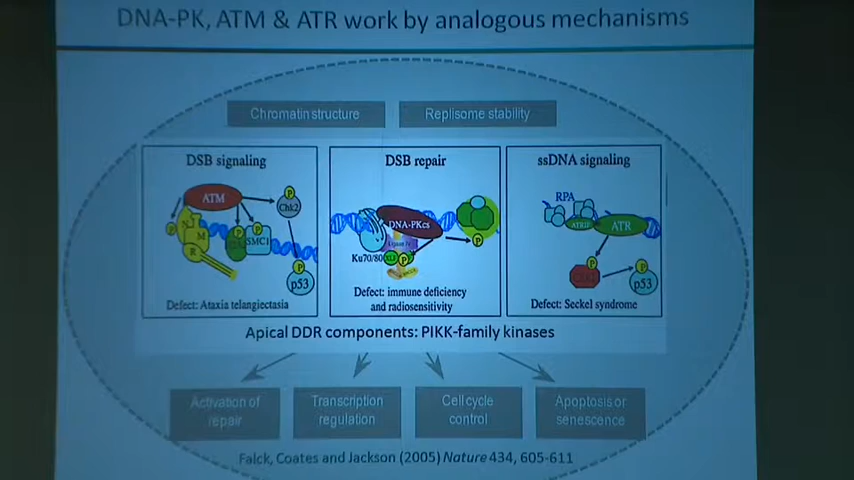 DNA-PK, ATM & ATR work by analogous mechanisms
Chromatin structure
Replisome stability
DSB signaling
ATM
P
Chk2
P
N
M
R
P
P
SMC1
P
p53
Defect: Ataxia telangiectasia
DSB repair
DNA-PKcs
P
Ku70/80
P
Defect: immune deficiency
and radiosensitivity
ssDNA signaling
RPA
ATR
P
P
p53
Defect: Seckel syndrome
Apical DDR components: PIKK-family kinases
Activation of
repair
Transcription
regulation
Cell cycle
control
Apoptosis or
senescence
Falck, Coates and Jackson (2005) Nature 434, 605-611